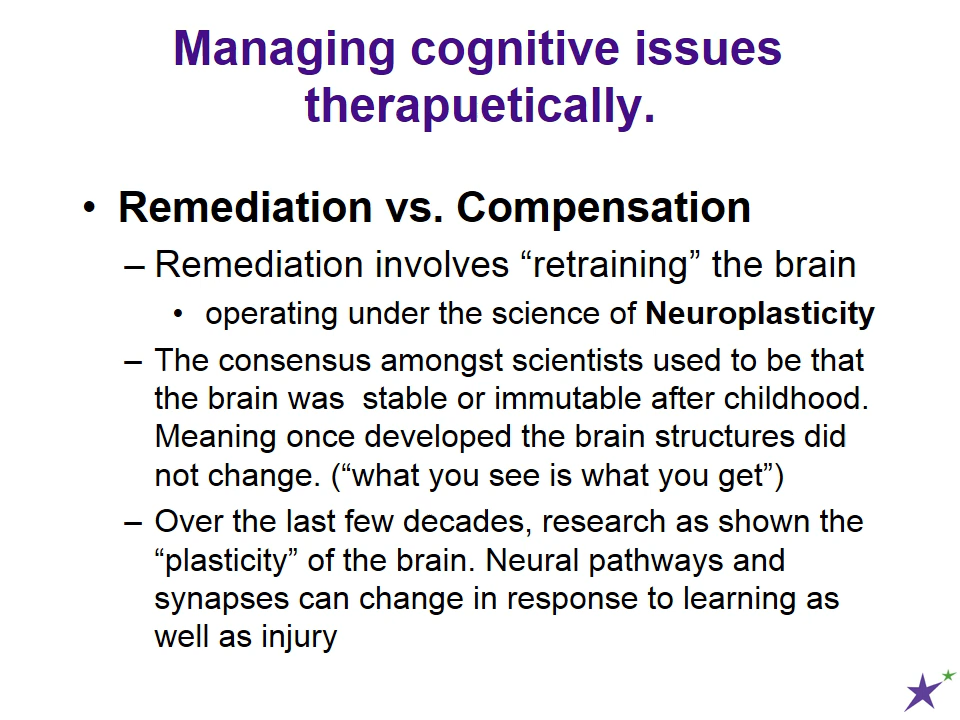 Managing cognitive issues
therapuetically.
• Remediation vs. Compensation
– Remediation involves “retraining” the brain
• operating under the science of Neuroplasticity
– The consensus amongst scientists used to be that
the brain was  stable or immutable after childhood.
Meaning once developed the brain structures did
not change. (“what you see is what you get”)
– Over the last few decades, research as shown the
“plasticity” of the brain. Neural pathways and
synapses can change in response to learning as
well as injury